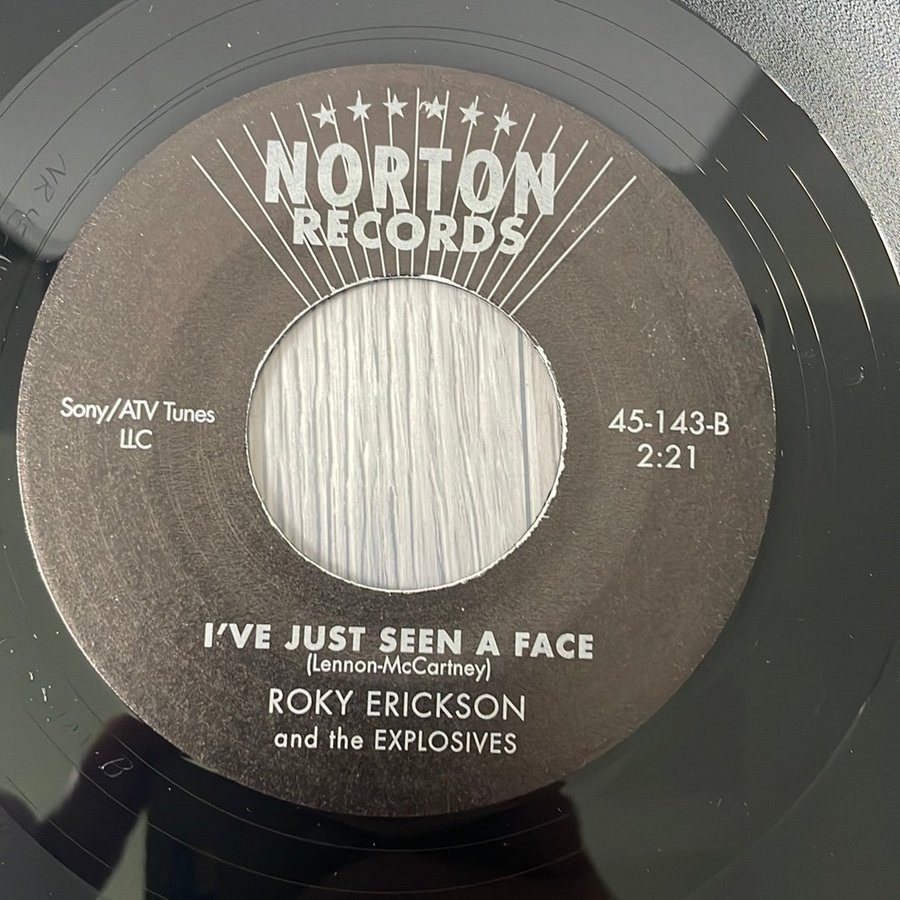 NORTON
RECORDS
Sony/ATV Tunes
LLC
45-143-B
2:21
I'VE JUST SEEN A FACE
(Lennon-McCartney)
ROKY ERICKSON
and the EXPLOSIVES
B